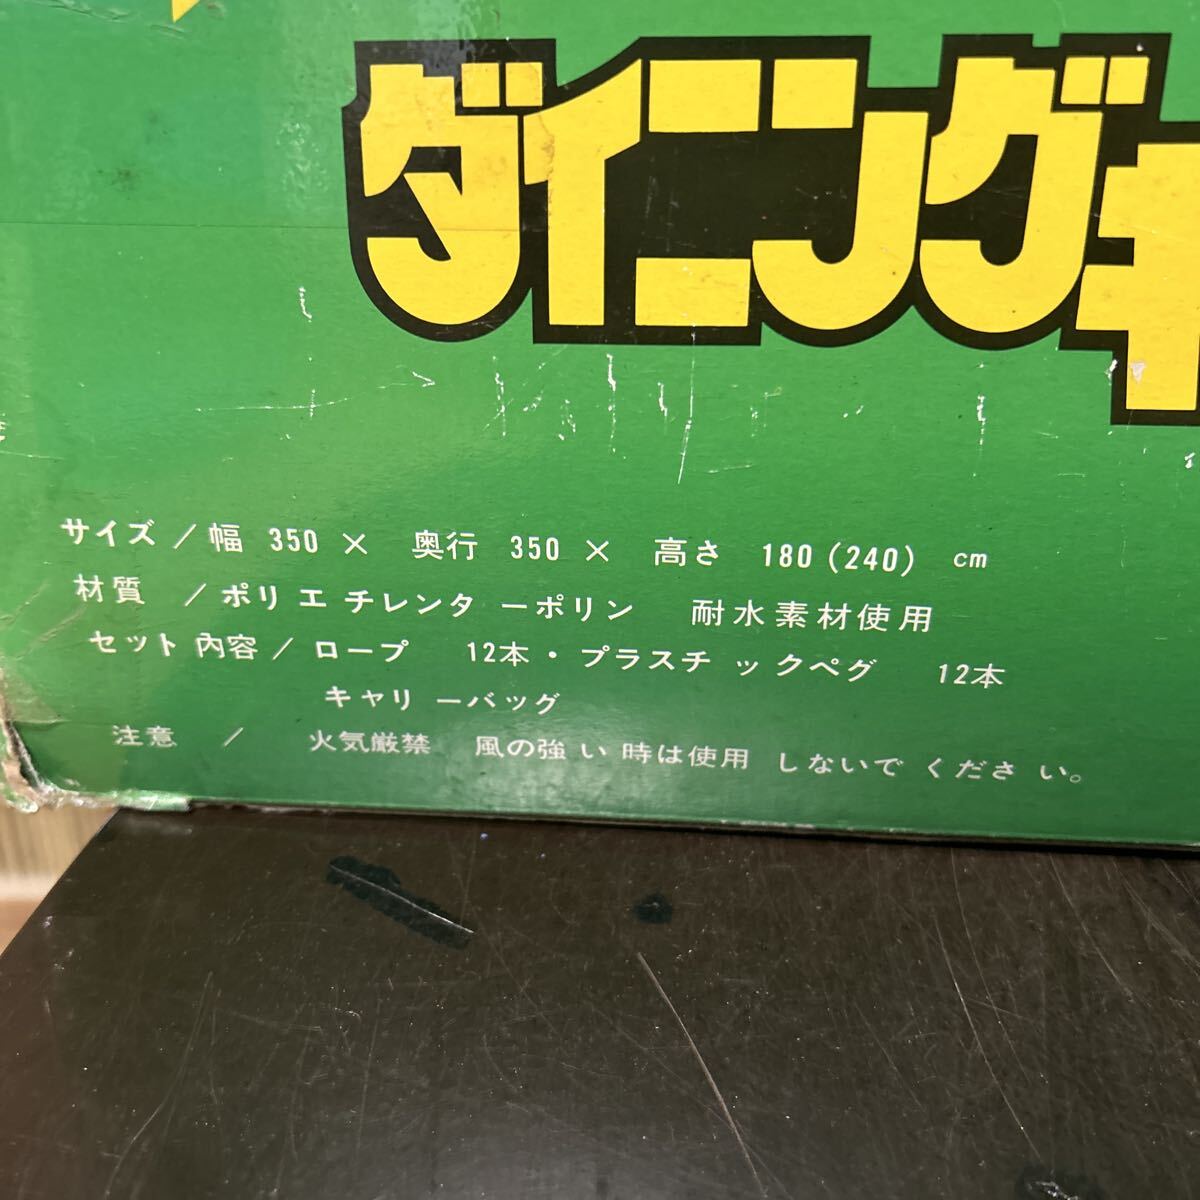 ダイニングキ
サイズ／幅 350 × 奥行 350 × 高さ 180(240) cm
材質 ／ポリエチレンターポリン 耐水素材使用
セット内容／ロープ 12本・プラスチックペグ 12本
キャリーバッグ
注意 ／ 火気厳禁 風の強い時は使用しないでください。